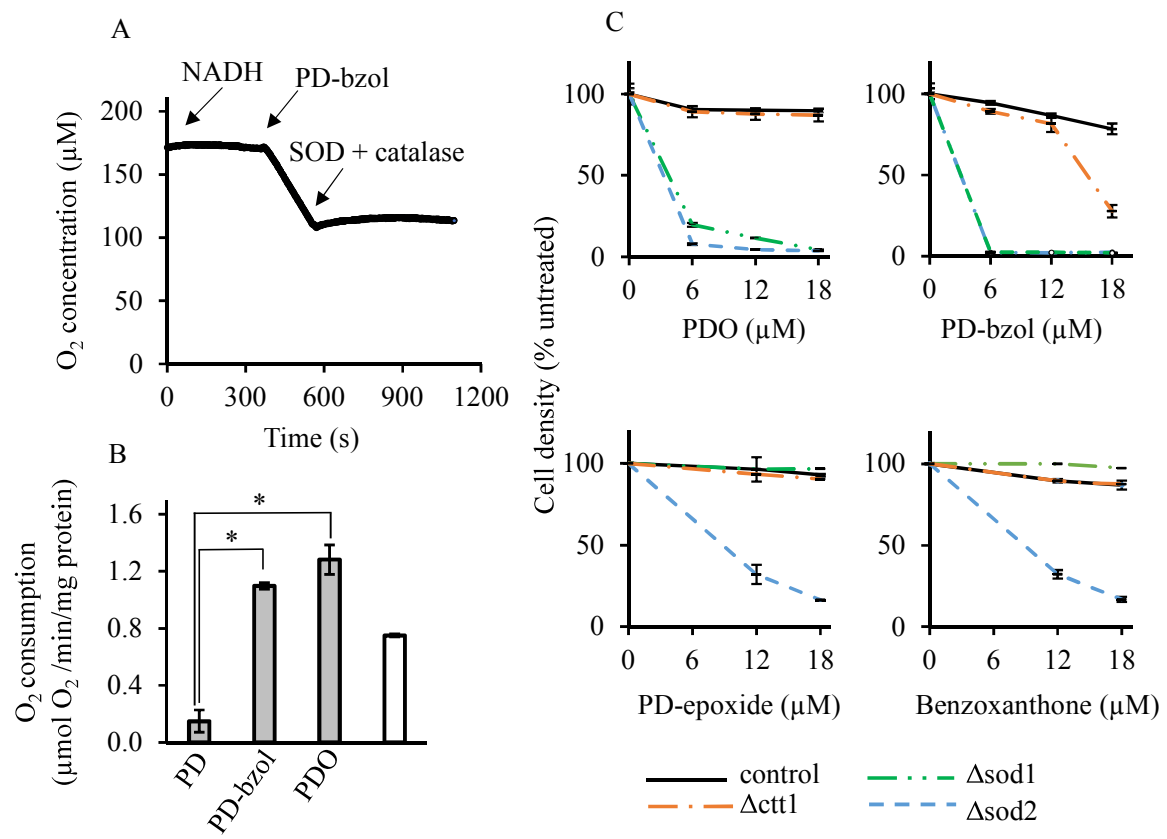 A
NADH
PD-bzol
SOD + catalase
O₂ concentration (µM)
200
150
100
50
0
0 300 600 900 1200
Time (s)
B
O₂ consumption
(µmol O₂ /min/mg protein)
1.6
1.2
0.8
0.4
0.0
*
*
PD
PD-bzol
PDO
C
Cell density (% untreated)
100
50
0
0 6 12 18
PDO (µM)
100
50
0
0 6 12 18
PD-bzol (µM)
100
50
0
0 6 12 18
PD-epoxide (µM)
100
50
0
0 6 12 18
Benzoxanthone (µM)
control
Δsod1
Δctt1
Δsod2